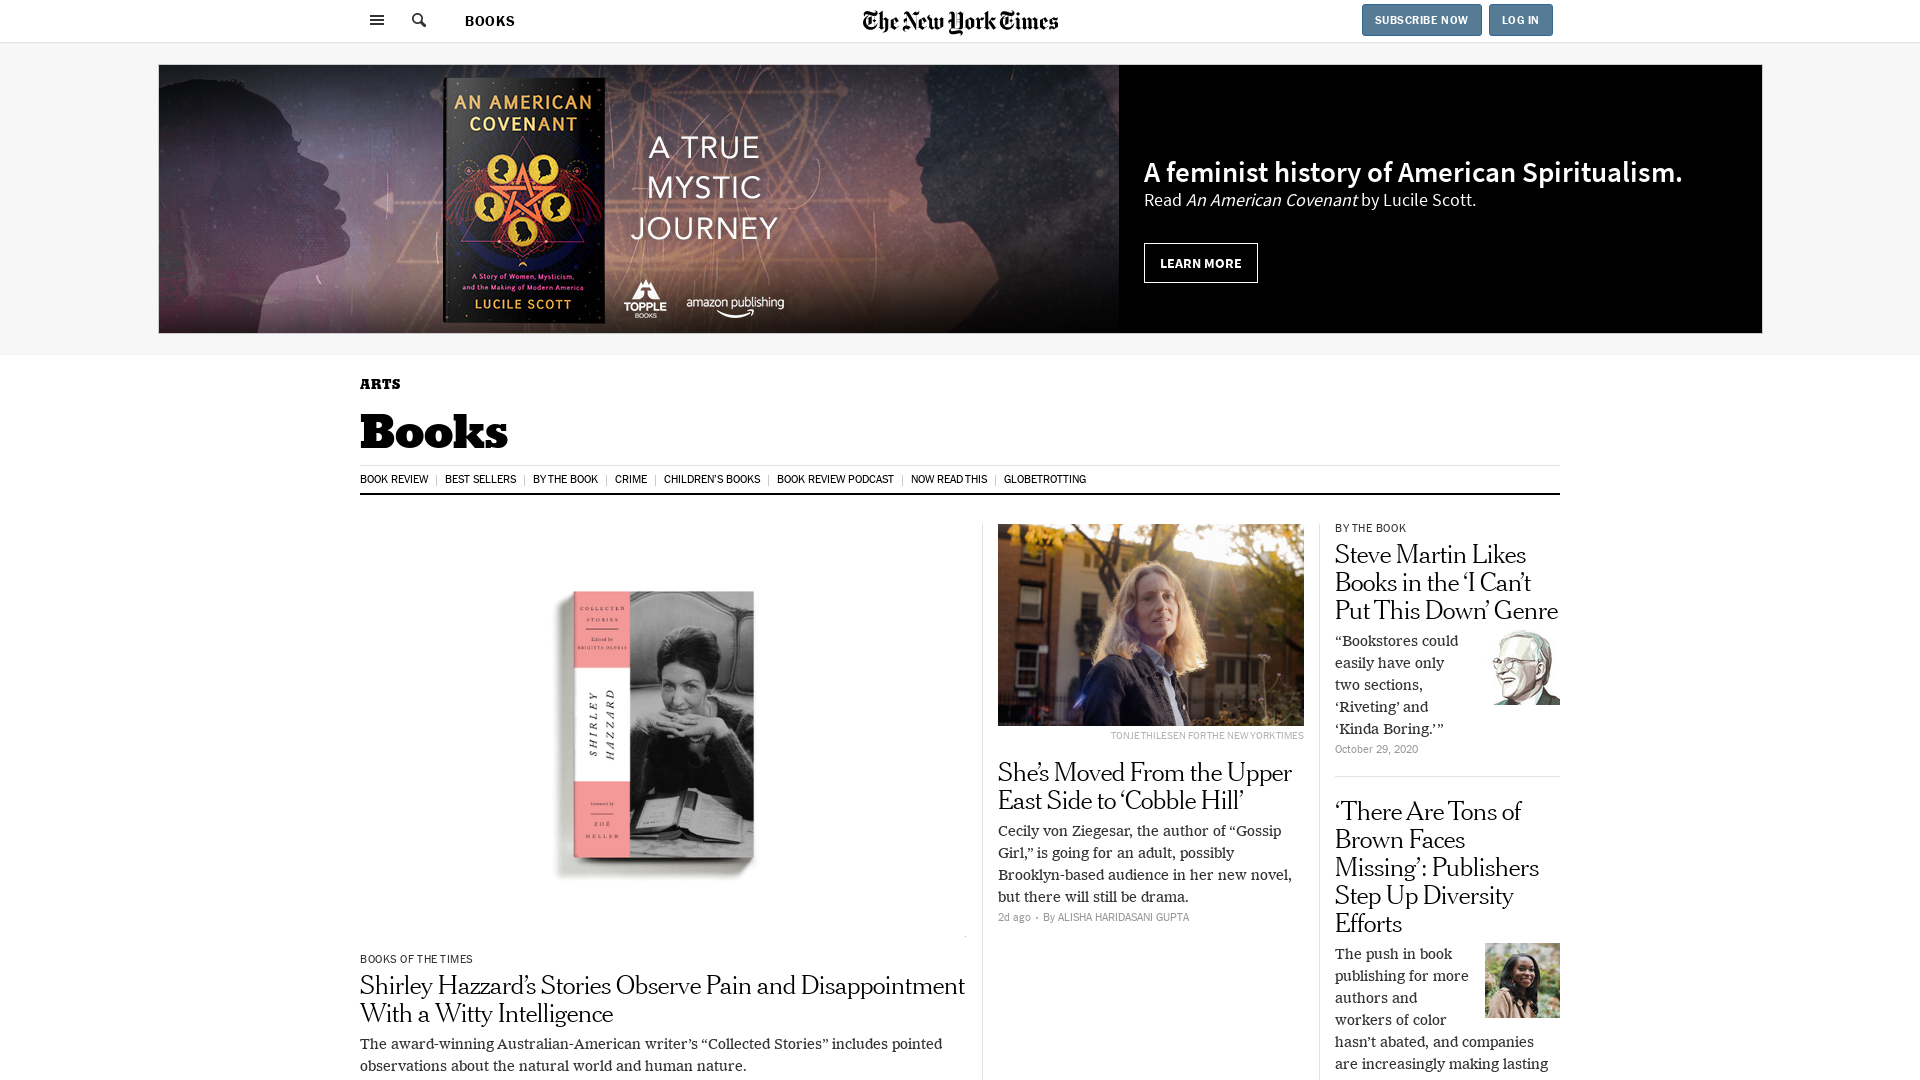 BOOKS
The New York Times
SUBSCRIBE NOW
LOG IN
AN AMERICAN
COVENANT
A Story of Women, Mysticism,
and the Making of Modern America
LUCILE SCOTT
A TRUE
MYSTIC
JOURNEY
TOPPLE
BOOKS
amazon publishing
A feminist history of American Spiritualism.
Read An American Covenant by Lucile Scott.
LEARN MORE
ARTS
Books
BOOK REVIEW
BEST SELLERS
BY THE BOOK
CRIME
CHILDREN'S BOOKS
BOOK REVIEW PODCAST
NOW READ THIS
GLOBETROTTING
COLLECTED
STORIES
Edited by
BRIGITTA OLUBAS
SHIRLEY
HAZZARD
Foreword by
ZOË
HELLER
BOOKS OF THE TIMES
Shirley Hazzard’s Stories Observe Pain and Disappointment
With a Witty Intelligence
The award-winning Australian-American writer’s “Collected Stories” includes pointed
observations about the natural world and human nature.
TONJE THILESEN FOR THE NEW YORK TIMES
She’s Moved From the Upper
East Side to ‘Cobble Hill’
Cecily von Ziegesar, the author of “Gossip
Girl,” is going for an adult, possibly
Brooklyn-based audience in her new novel,
but there will still be drama.
2d ago · By ALISHA HARIDASANI GUPTA
BY THE BOOK
Steve Martin Likes
Books in the ‘I Can’t
Put This Down’ Genre
“Bookstores could
easily have only
two sections,
‘Riveting’ and
‘Kinda Boring.’ ”
October 29, 2020
‘There Are Tons of
Brown Faces
Missing’: Publishers
Step Up Diversity
Efforts
The push in book
publishing for more
authors and
workers of color
hasn’t abated, and companies
are increasingly making lasting